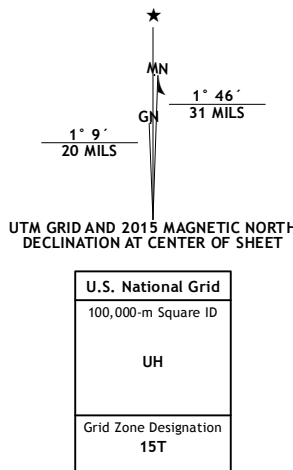 ★
MN
GN
1° 46´
31 MILS
1° 9´
20 MILS
UTM GRID AND 2015 MAGNETIC NORTH
DECLINATION AT CENTER OF SHEET
U.S. National Grid
100,000-m Square ID
UH
Grid Zone Designation
15T